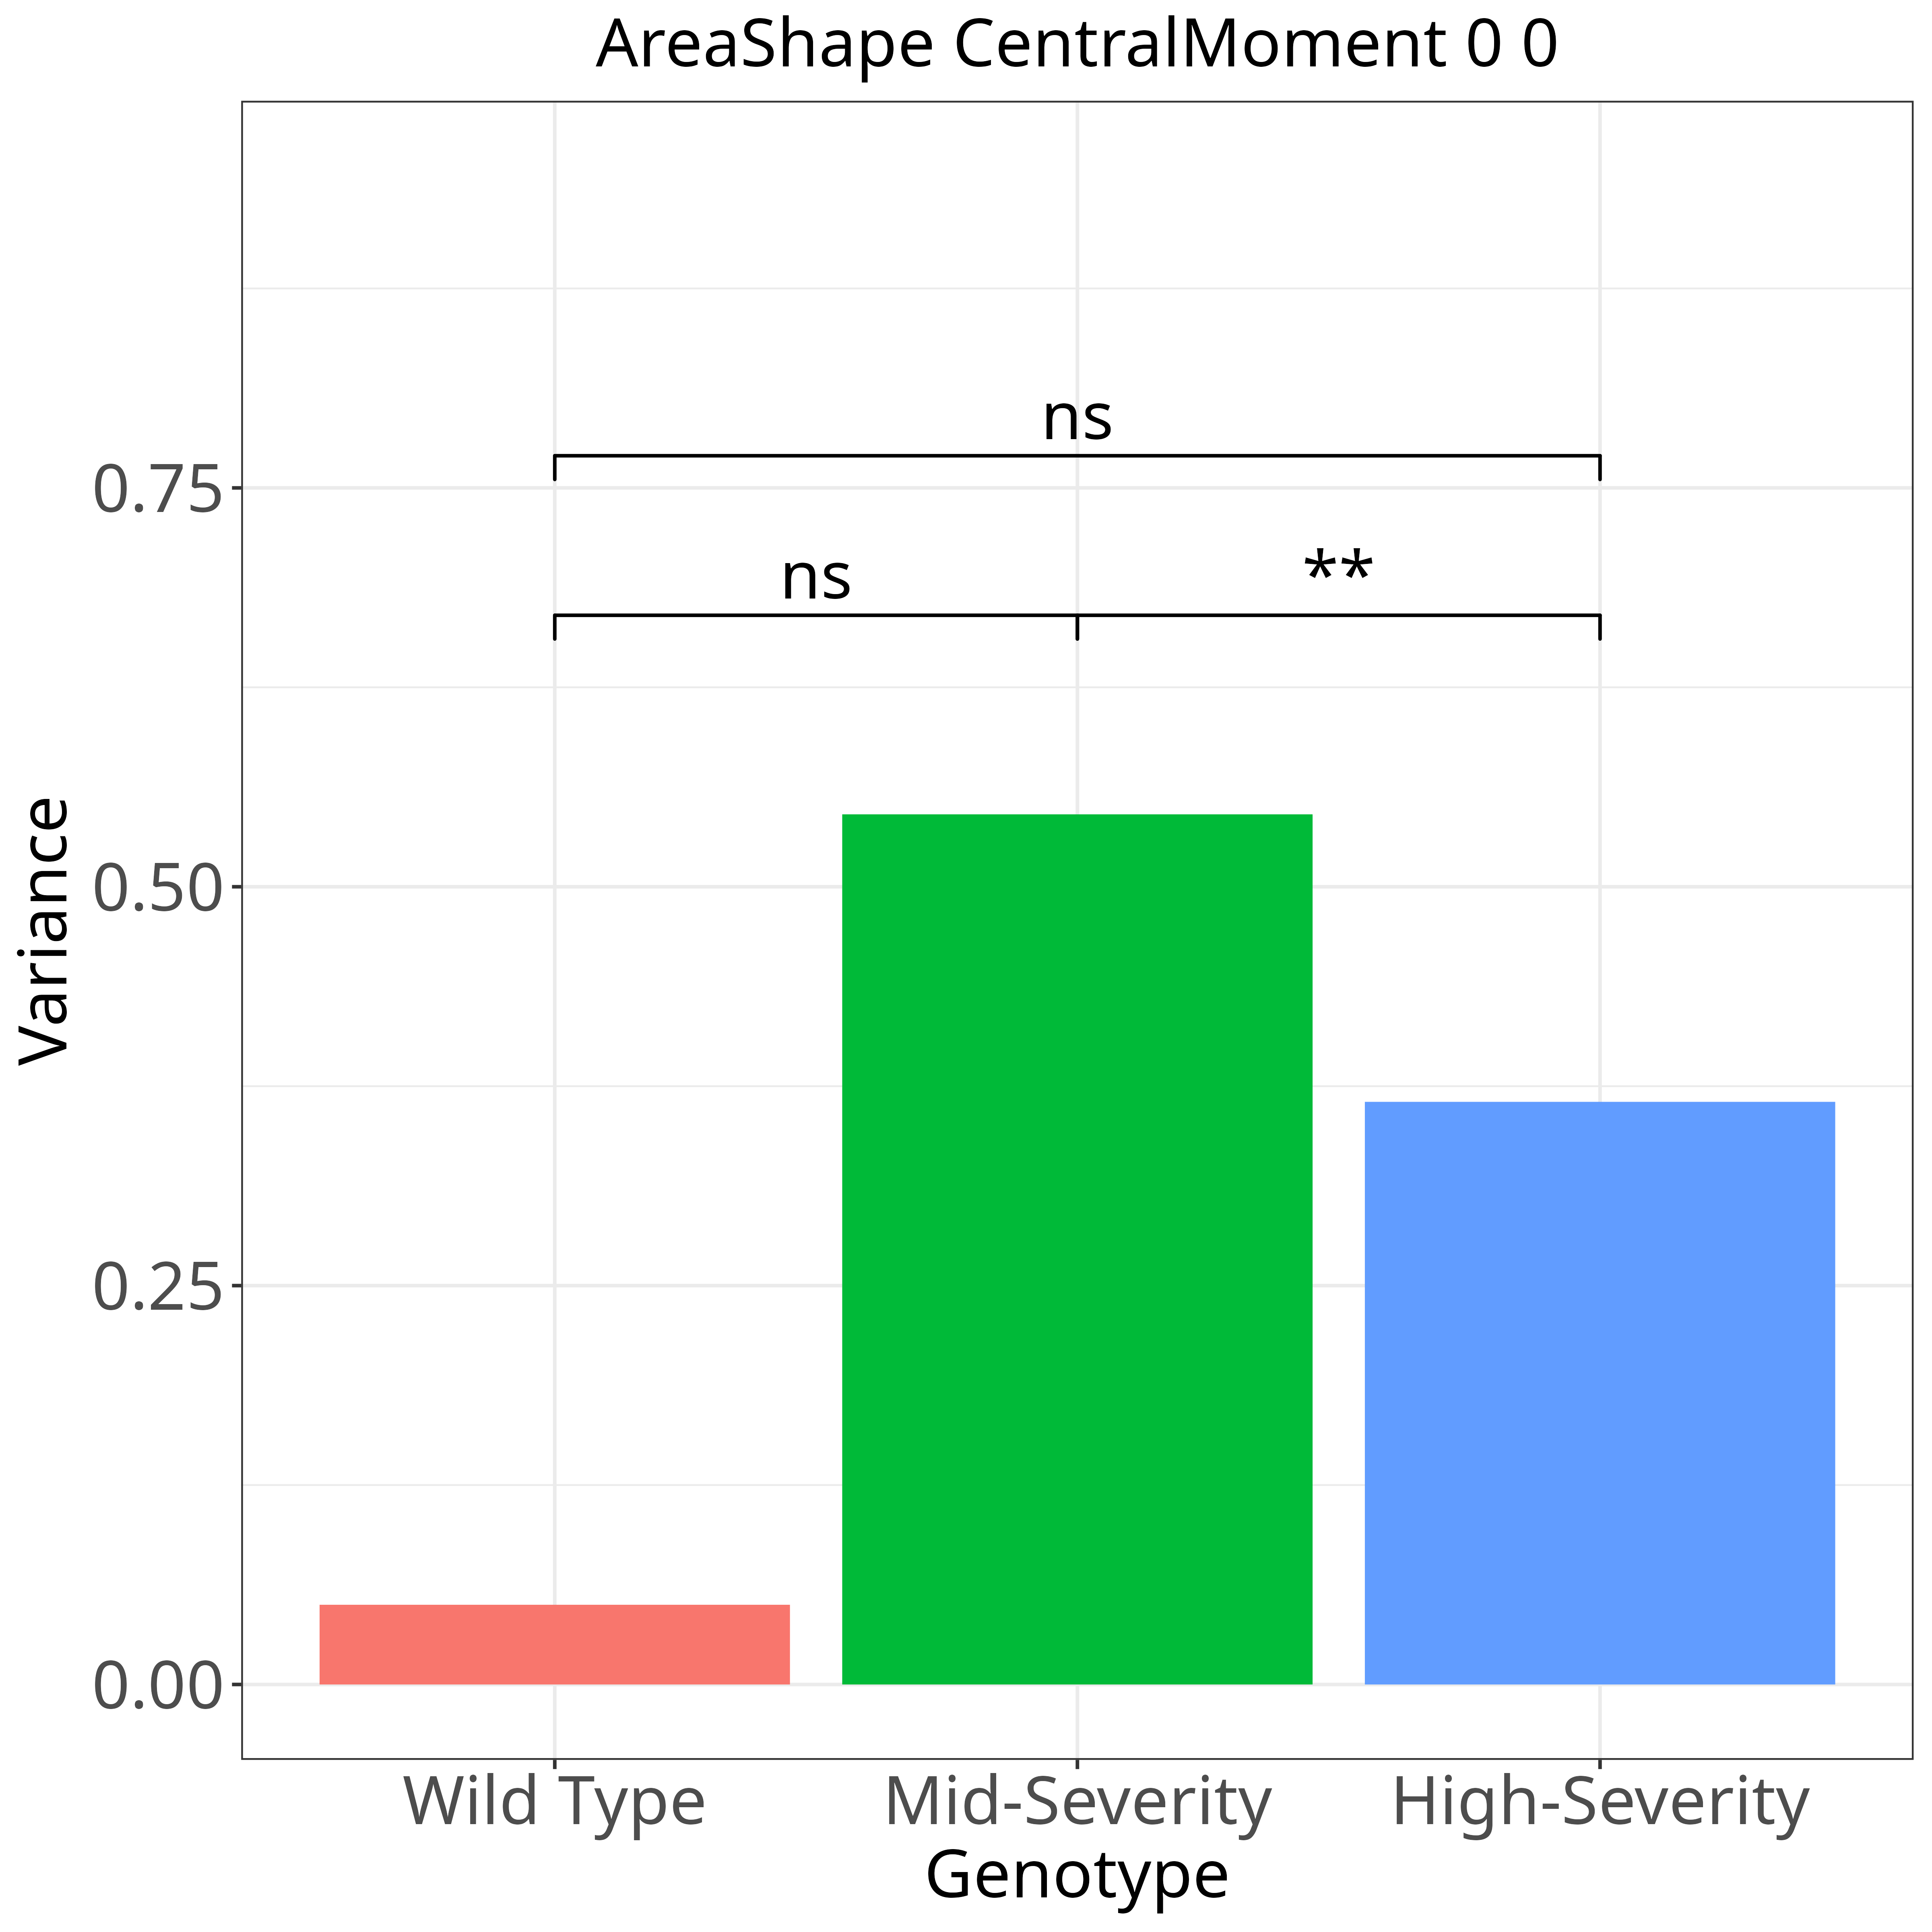 AreaShape CentralMoment 0 0
ns
ns
**
0.75
0.50
0.25
0.00
Variance
Wild Type
Mid-Severity
High-Severity
Genotype